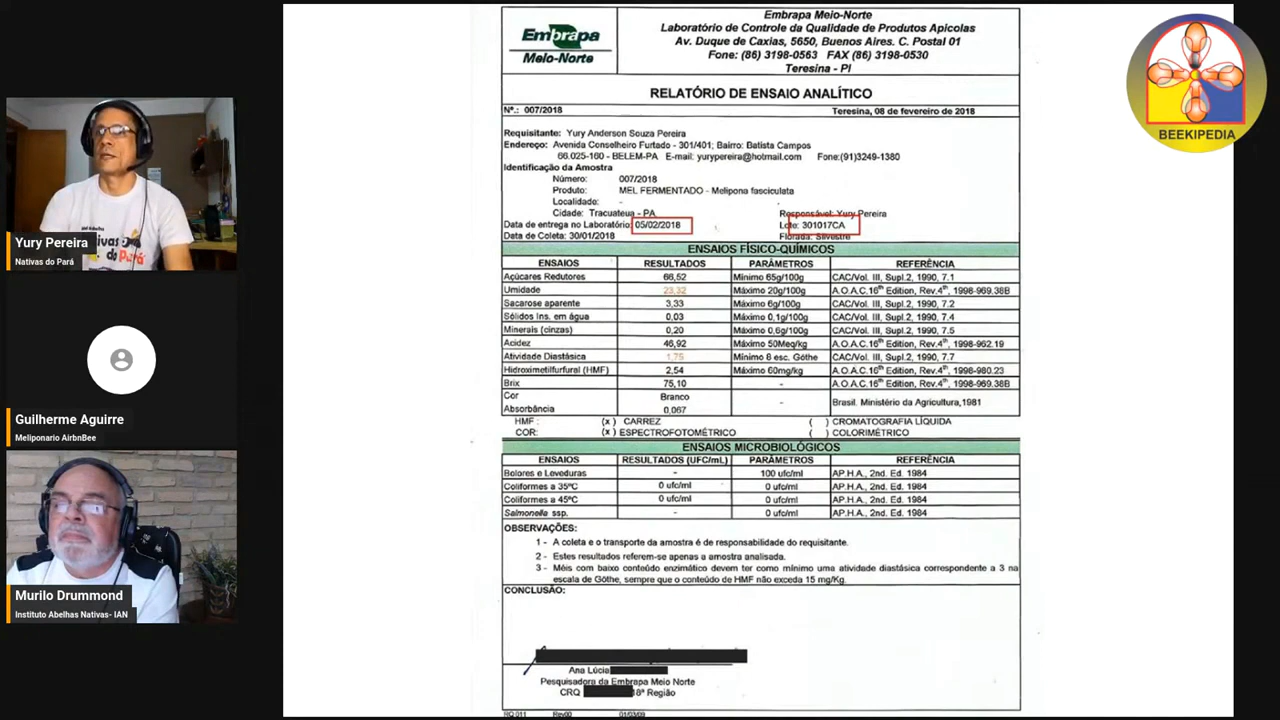 Embrapa
Meio-Norte
Embrapa Meio-Norte
Laboratório de Controle da Qualidade de Produtos Apícolas
Av. Duque de Caxias, 5650, Buenos Aires. C. Postal 01
Fone: (86) 3198-0563 FAX (86) 3198-0530
Teresina - PI
RELATÓRIO DE ENSAIO ANALÍTICO
Nº.: 007/2018 Teresina, 08 de fevereiro de 2018
Requisitante: Yury Anderson Souza Pereira
Endereço: Avenida Conselheiro Furtado - 301/401; Bairro: Batista Campos
66.025-160 - BELEM-PA E-mail: yurypereira@hotmail.com Fone:(91)3249-1380
Identificação da Amostra
Número: 007/2018
Produto: MEL FERMENTADO - Melipona fasciculata
Localidade: -
Cidade: Tracuateua - PA Responsável: Yury Pereira
Data de entrega no Laboratório: 05/02/2018 Lote: 301017CA
Data de Coleta: 30/01/2018 Florada: Silvestre
ENSAIOS FÍSICO-QUÍMICOS
ENSAIOS RESULTADOS PARÂMETROS REFERÊNCIA
Açúcares Redutores 66,52 Mínimo 65g/100g CAC/Vol. III, Supl.2, 1990, 7.1
Umidade 23,32 Máximo 20g/100g A.O.A.C.16th Edition, Rev.4th, 1998-969.38B
Sacarose aparente 3,33 Máximo 6g/100g CAC/Vol. III, Supl.2, 1990, 7.2
Sólidos Ins. em água 0,03 Máximo 0,1g/100g CAC/Vol. III, Supl.2, 1990, 7.4
Minerais (cinzas) 0,20 Máximo 0,6g/100g CAC/Vol. III, Supl.2, 1990, 7.5
Acidez 46,92 Máximo 50Meq/kg A.O.A.C.16th Edition, Rev.4th, 1998-962.19
Atividade Diastásica 1,75 Mínimo 8 esc. Göthe CAC/Vol. III, Supl.2, 1990, 7.7
Hidroximetilfurfural (HMF) 2,54 Máximo 60mg/kg A.O.A.C.16th Edition, Rev.4th, 1998-980.23
Brix 75,10 - A.O.A.C.16th Edition, Rev.4th, 1998-969.38B
Cor Branco - Brasil. Ministério da Agricultura,1981
Absorbância 0,067
HMF : (x) CARREZ ( ) CROMATOGRAFIA LÍQUIDA
COR: (x) ESPECTROFOTOMÉTRICO ( ) COLORIMÉTRICO
ENSAIOS MICROBIOLÓGICOS
ENSAIOS RESULTADOS (UFC/mL) PARÂMETROS REFERÊNCIA
Bolores e Leveduras - 100 ufc/ml AP.H.A., 2nd. Ed. 1984
Coliformes a 35ºC 0 ufc/mL 0 ufc/ml AP.H.A., 2nd. Ed. 1984
Coliformes a 45ºC 0 ufc/mL 0 ufc/ml AP.H.A., 2nd. Ed. 1984
Salmonella ssp. - 0 ufc/ml AP.H.A., 2nd. Ed. 1984
OBSERVAÇÕES:
1 - A coleta e o transporte da amostra é de responsabilidade do requisitante.
2 - Estes resultados referem-se apenas a amostra analisada.
3 - Méis com baixo conteúdo enzimático devem ter como mínimo uma atividade diastásica correspondente a 3 na
escala de Göthe, sempre que o conteúdo de HMF não exceda 15 mg/Kg.
CONCLUSÃO:
Ana Lúcia
Pesquisadora da Embrapa Meio Norte
CRQ 18ª Região
RQ 011 Rev00 01/03/09
BEEKIPEDIA
Yury Pereira
Nativas do Pará
Guilherme Aguirre
Meliponario AirbnBee
Murilo Drummond
Instituto Abelhas Nativas- IAN